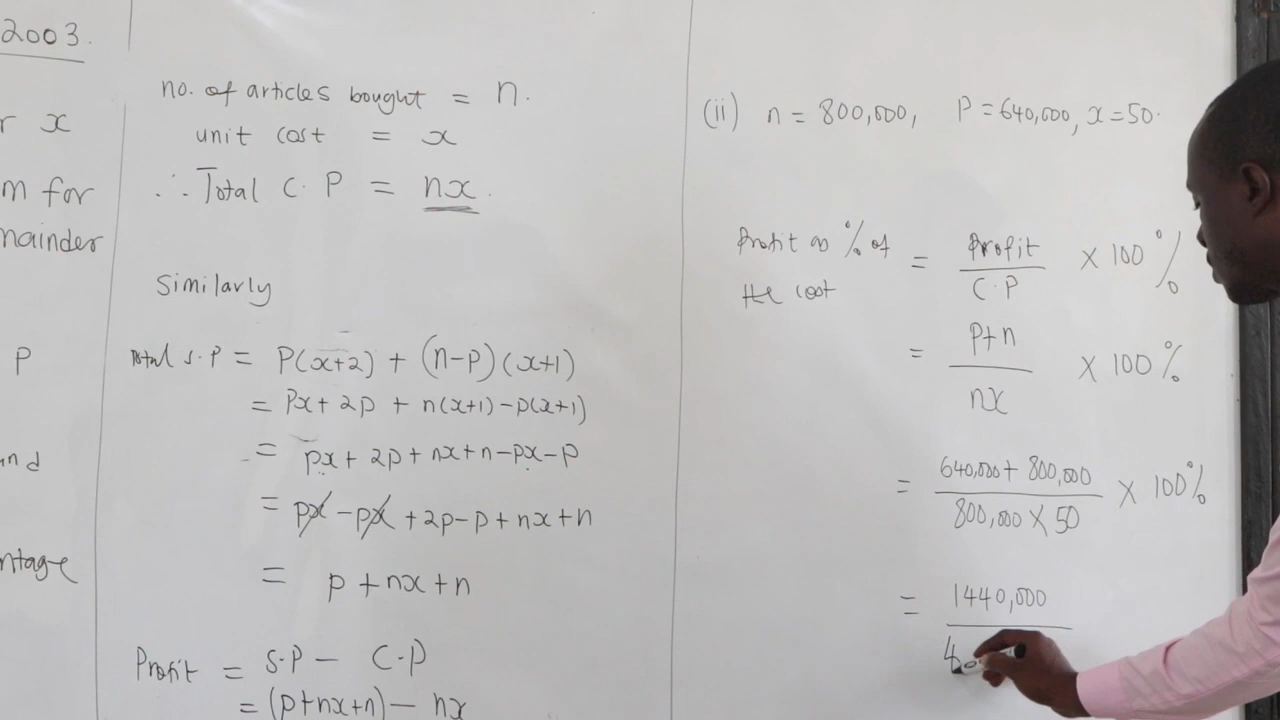 2003.
r x
m for
mainder
P
ind
ntage
no. of articles bought = n.
unit cost = x
∴ Total C.P = nx.
Similarly
Total S.P = P(x+2) + (n-p)(x+1)
= Px + 2p + n(x+1) - p(x+1)
= px + 2p + nx + n - px - p
= px - px + 2p - p + nx + n
= p + nx + n
Profit = S.P - C.P
= (p+nx+n) - nx
(ii) n = 800,000, P = 640,000, x = 50.
Profit as % of the cost = Profit / C.P × 100%
= p+n / nx × 100%
= 640,000 + 800,000 / 800,000 × 50 × 100%
= 1440,000 / 40